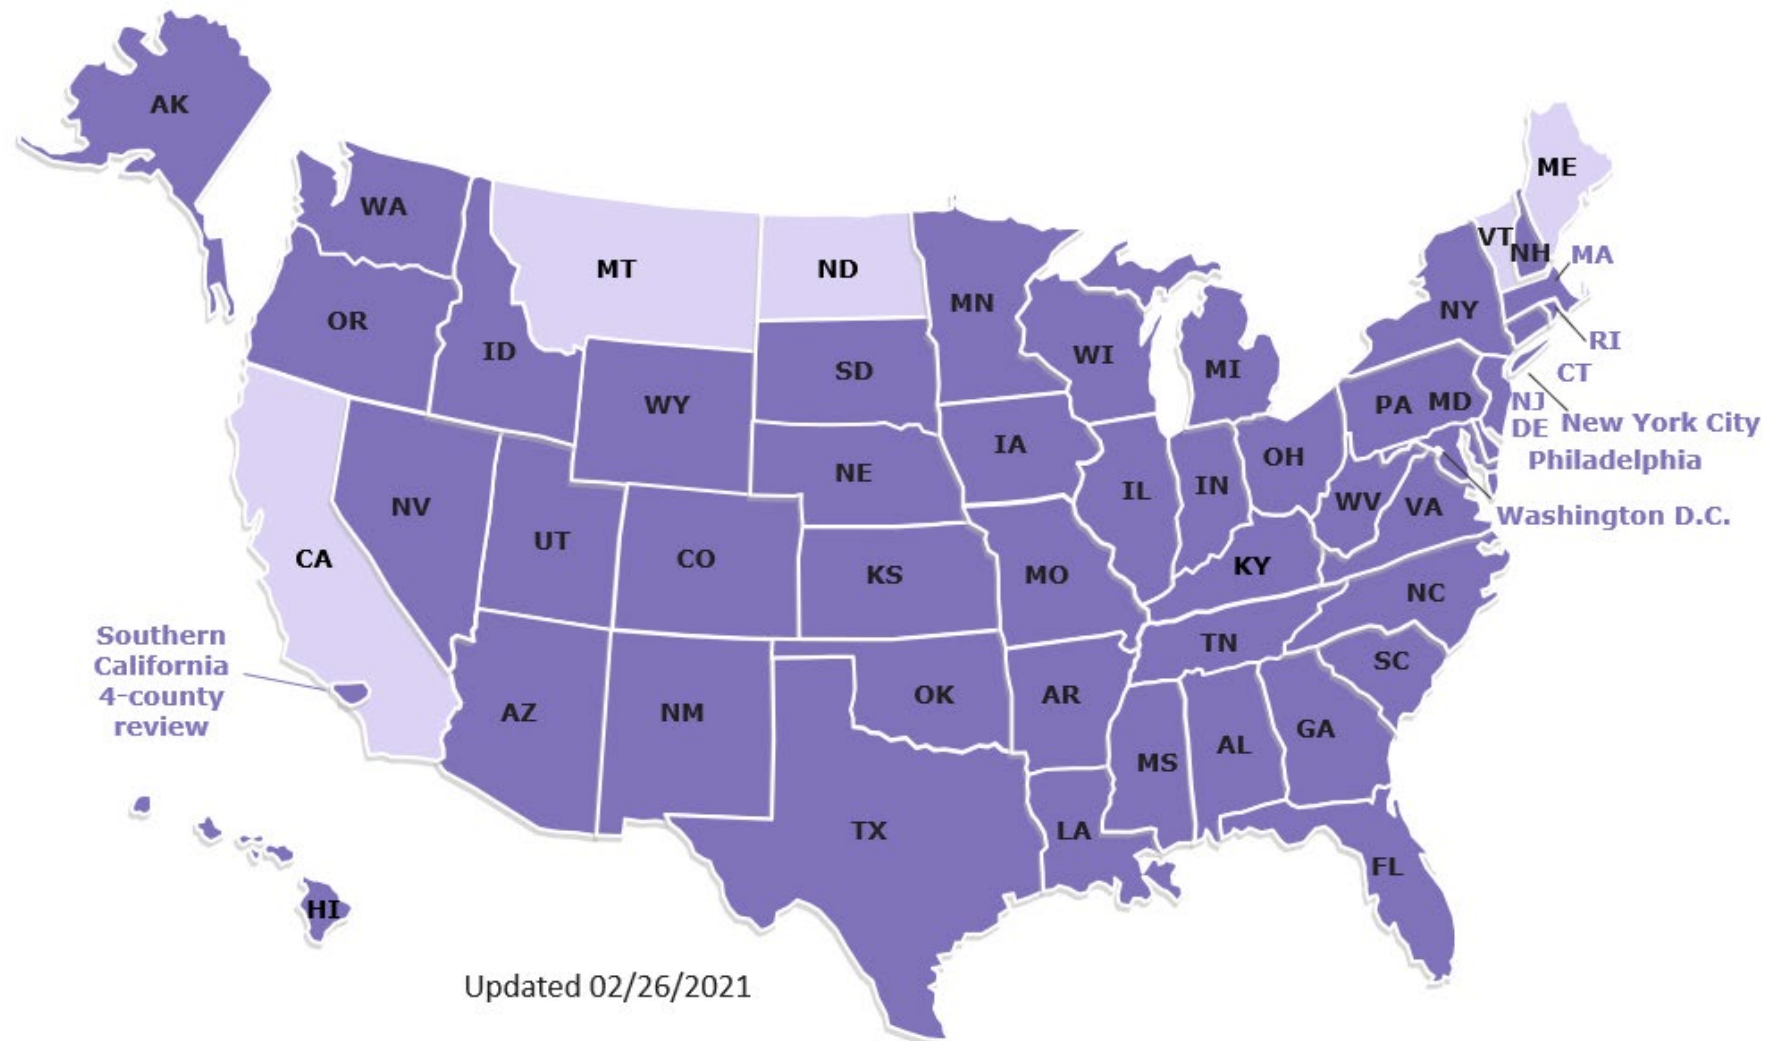 AK
WA
MT
ND
MN
ME
VT
NH
MA
OR
ID
WY
SD
WI
MI
NY
RI
CT
PA
MD
NJ
DE
New York City
Philadelphia
Washington D.C.
NV
UT
CO
NE
IA
IL
IN
OH
WV
VA
CA
KS
MO
KY
NC
TN
SC
Southern
California
4-county
review
AZ
NM
OK
AR
MS
AL
GA
TX
LA
FL
HI
Updated 02/26/2021